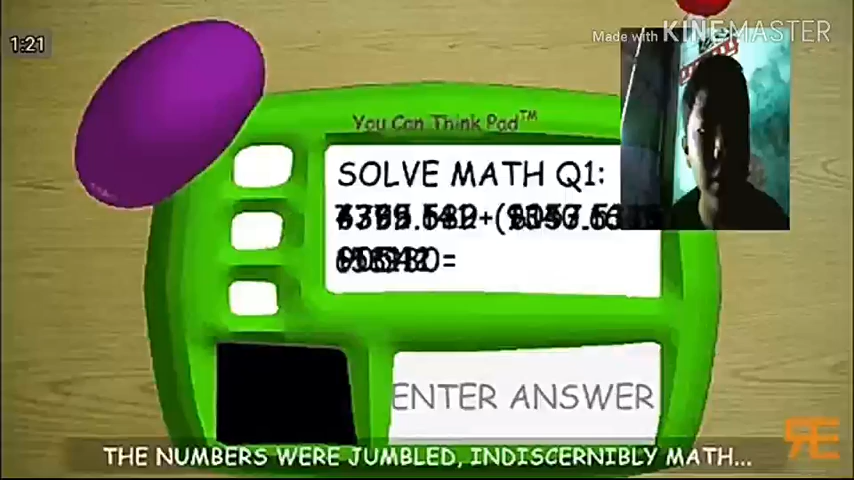 1:21
Made with KINEMASTER
You Can Think Pad™
SOLVE MATH Q1:
ENTER ANSWER
THE NUMBERS WERE JUMBLED, INDISCERNIBLY MATH...